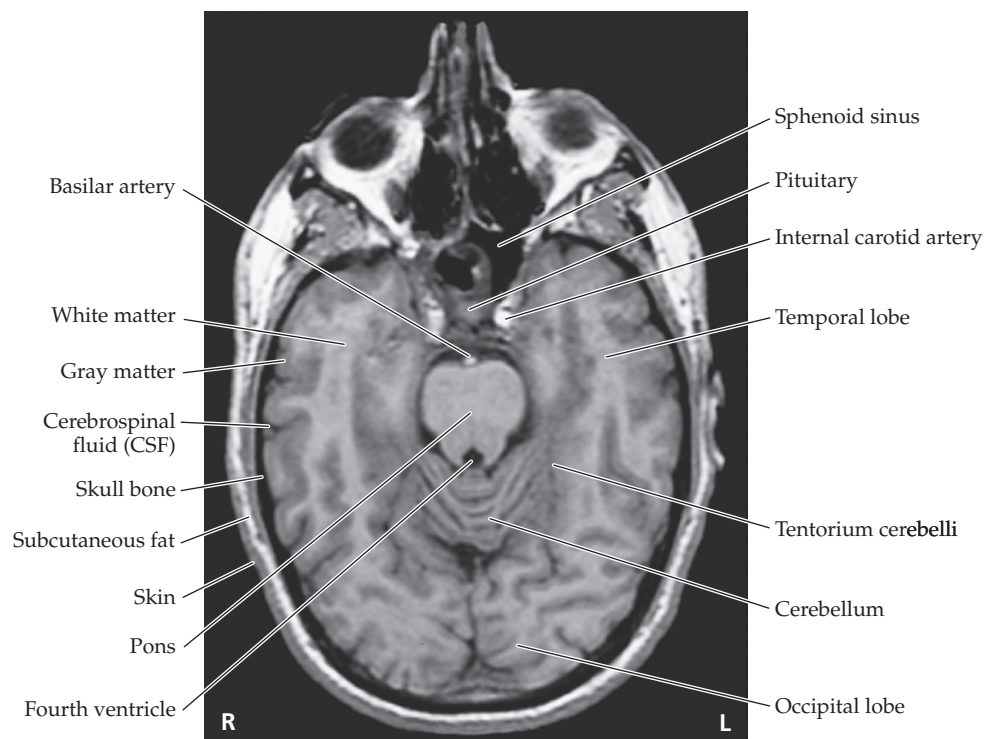 Basilar artery
White matter
Gray matter
Cerebrospinal
fluid (CSF)
Skull bone
Subcutaneous fat
Skin
Pons
Fourth ventricle
Sphenoid sinus
Pituitary
Internal carotid artery
Temporal lobe
Tentorium cerebelli
Cerebellum
Occipital lobe
R
L